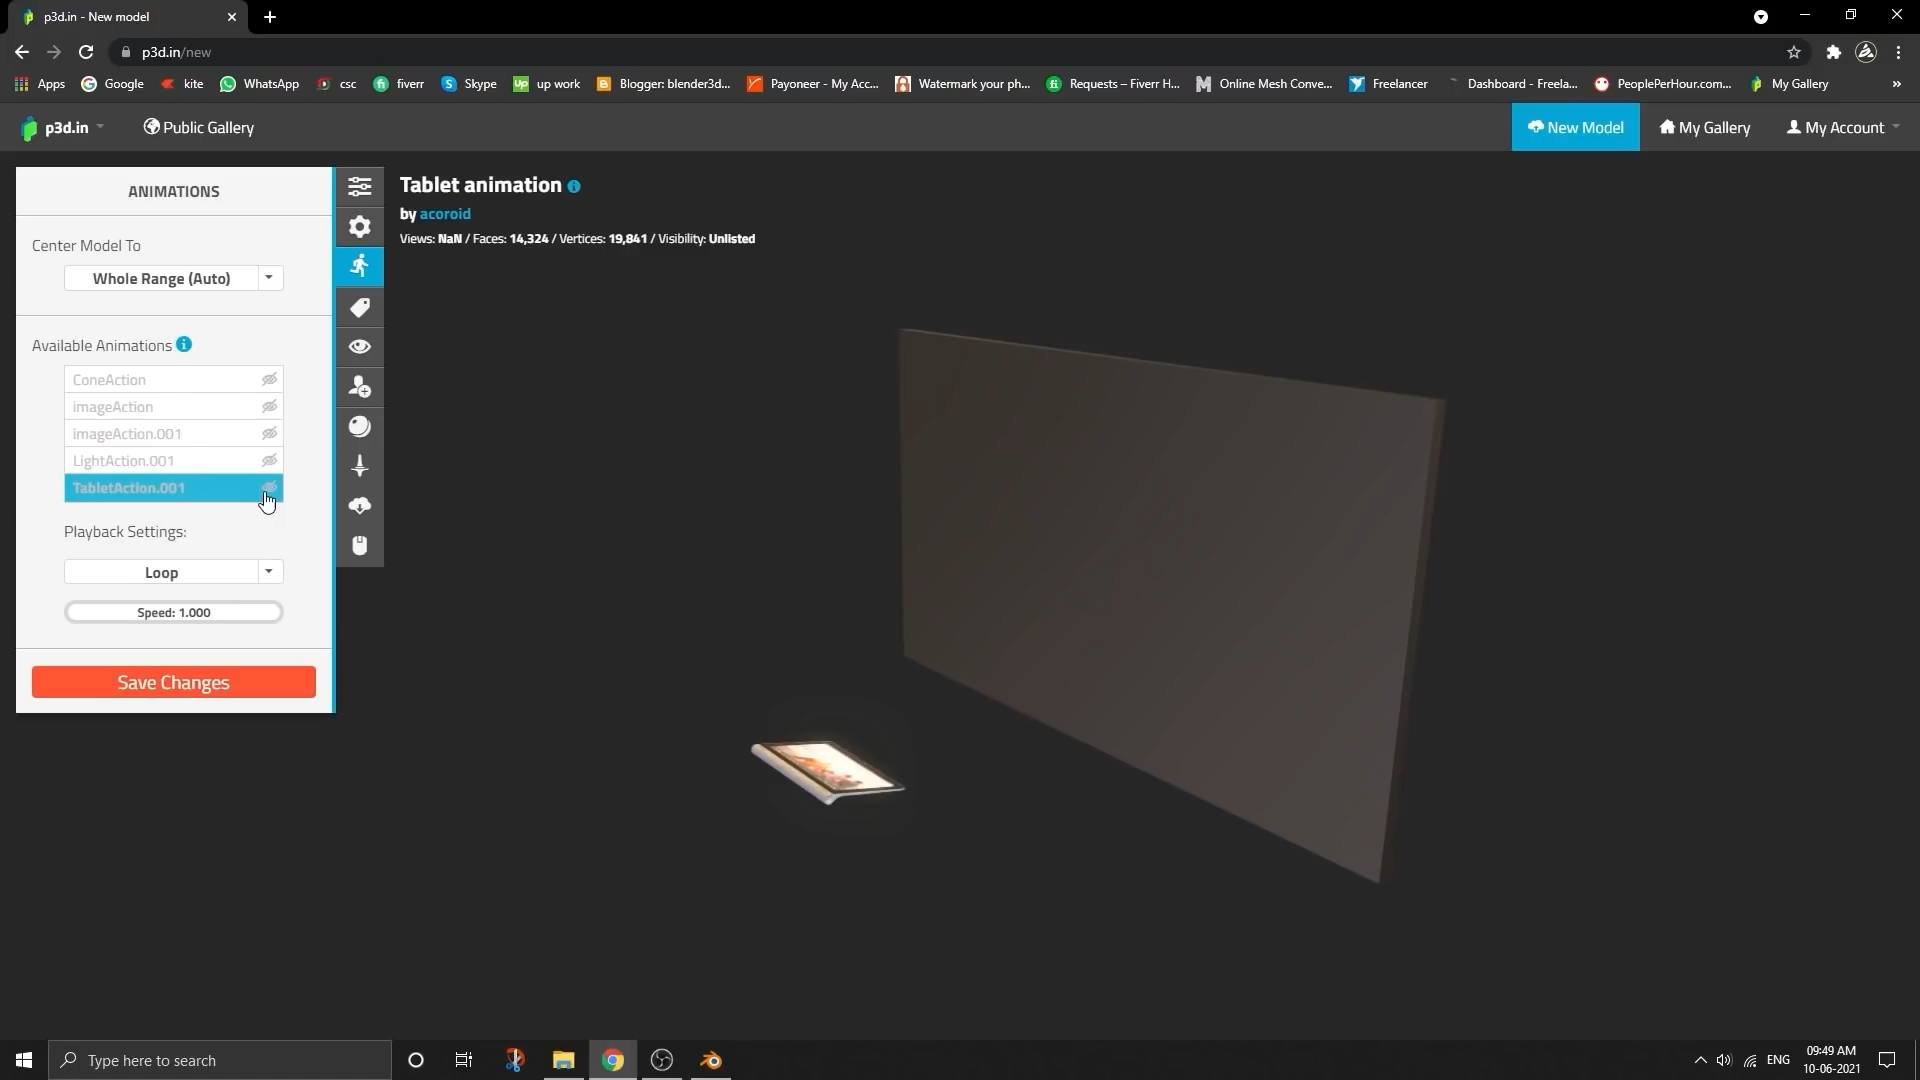 p3d.in - New model
p3d.in/new
Apps
Google
kite
WhatsApp
csc
fiverr
Skype
up work
Blogger: blender3d...
Payoneer - My Acc...
Watermark your ph...
Requests – Fiverr H...
Online Mesh Conve...
Freelancer
Dashboard - Freela...
PeoplePerHour.com...
My Gallery
p3d.in
Public Gallery
New Model
My Gallery
My Account
ANIMATIONS
Center Model To
Whole Range (Auto)
Available Animations
ConeAction
imageAction
imageAction.001
LightAction.001
TabletAction.001
Playback Settings:
Loop
Speed: 1.000
Save Changes
Tablet animation
by acoroid
Views: NaN / Faces: 14,324 / Vertices: 19,841 / Visibility: Unlisted
Type here to search
ENG
09:49 AM
10-06-2021